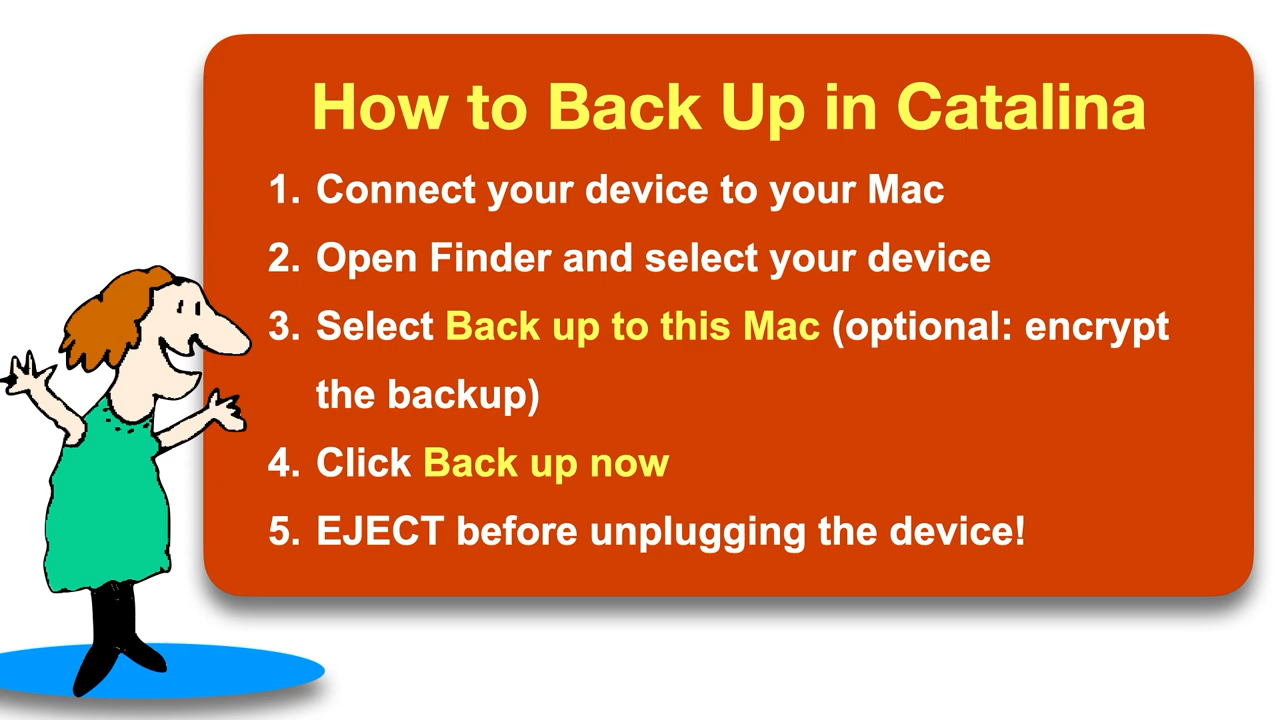 How to Back Up in Catalina
1. Connect your device to your Mac
2. Open Finder and select your device
3. Select Back up to this Mac (optional: encrypt
the backup)
4. Click Back up now
5. EJECT before unplugging the device!